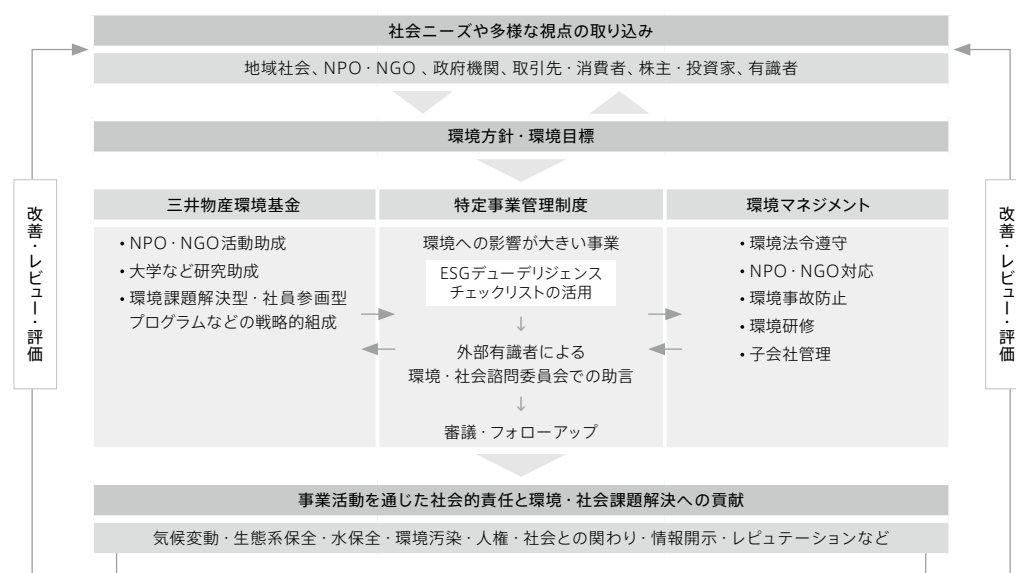 社会ニーズや多様な視点の取り込み
地域社会、NPO・NGO 、政府機関、取引先・消費者、株主・投資家、有識者
環境方針・環境目標
三井物産環境基金
• NPO・NGO活動助成
• 大学など研究助成
• 環境課題解決型・社員参画型
プログラムなどの戦略的組成
特定事業管理制度
環境への影響が大きい事業
ESGデューデリジェンス
チェックリストの活用
↓
外部有識者による
環境・社会諮問委員会での助言
↓
審議・フォローアップ
環境マネジメント
• 環境法令遵守
• NPO・NGO対応
• 環境事故防止
• 環境研修
• 子会社管理
事業活動を通じた社会的責任と環境・社会課題解決への貢献
気候変動・生態系保全・水保全・環境汚染・人権・社会との関わり・情報開示・レピュテーションなど
改善・レビュー・評価
改善・レビュー・評価